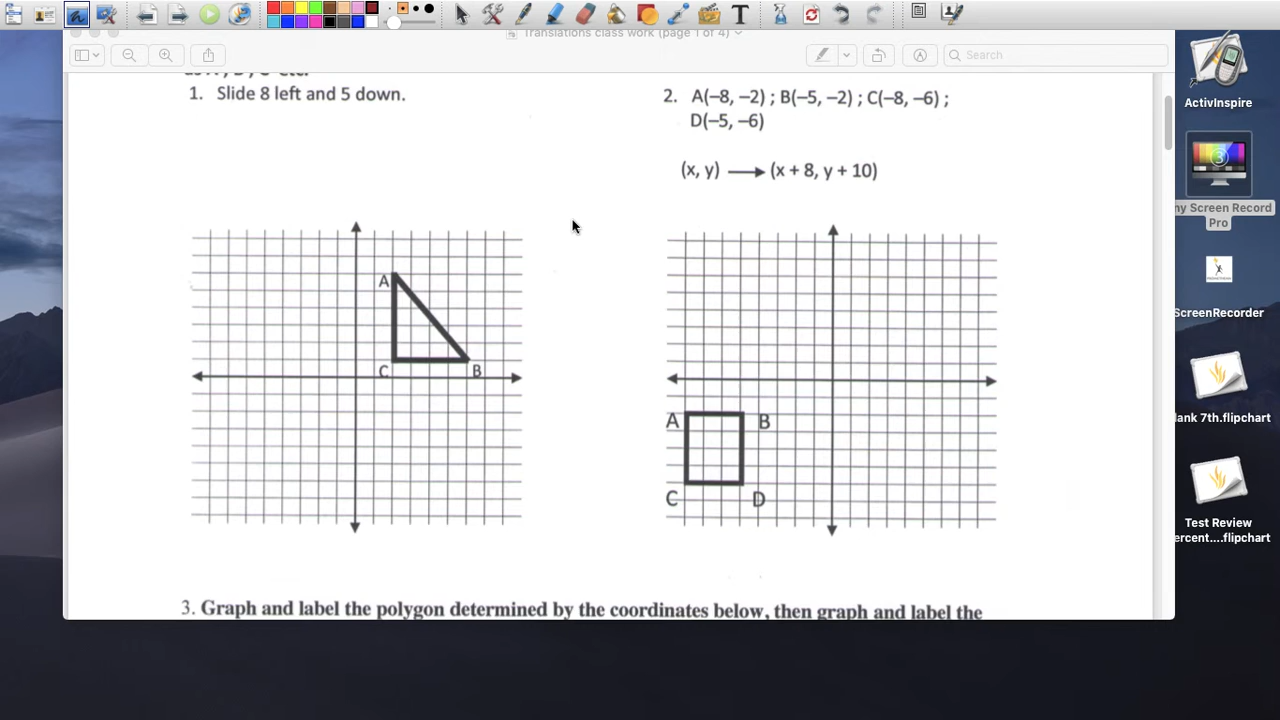 Translations class work (page 1 of 4)
Search
1. Slide 8 left and 5 down.
2. A(–8, –2) ; B(–5, –2) ; C(–8, –6) ;
D(–5, –6)
(x, y) ⟶ (x + 8, y + 10)
A
C
B
A
B
C
D
3. Graph and label the polygon determined by the coordinates below, then graph and label the
ActivInspire
3
ny Screen Record
Pro
ScreenRecorder
lank 7th.flipchart
Test Review
ercent....flipchart